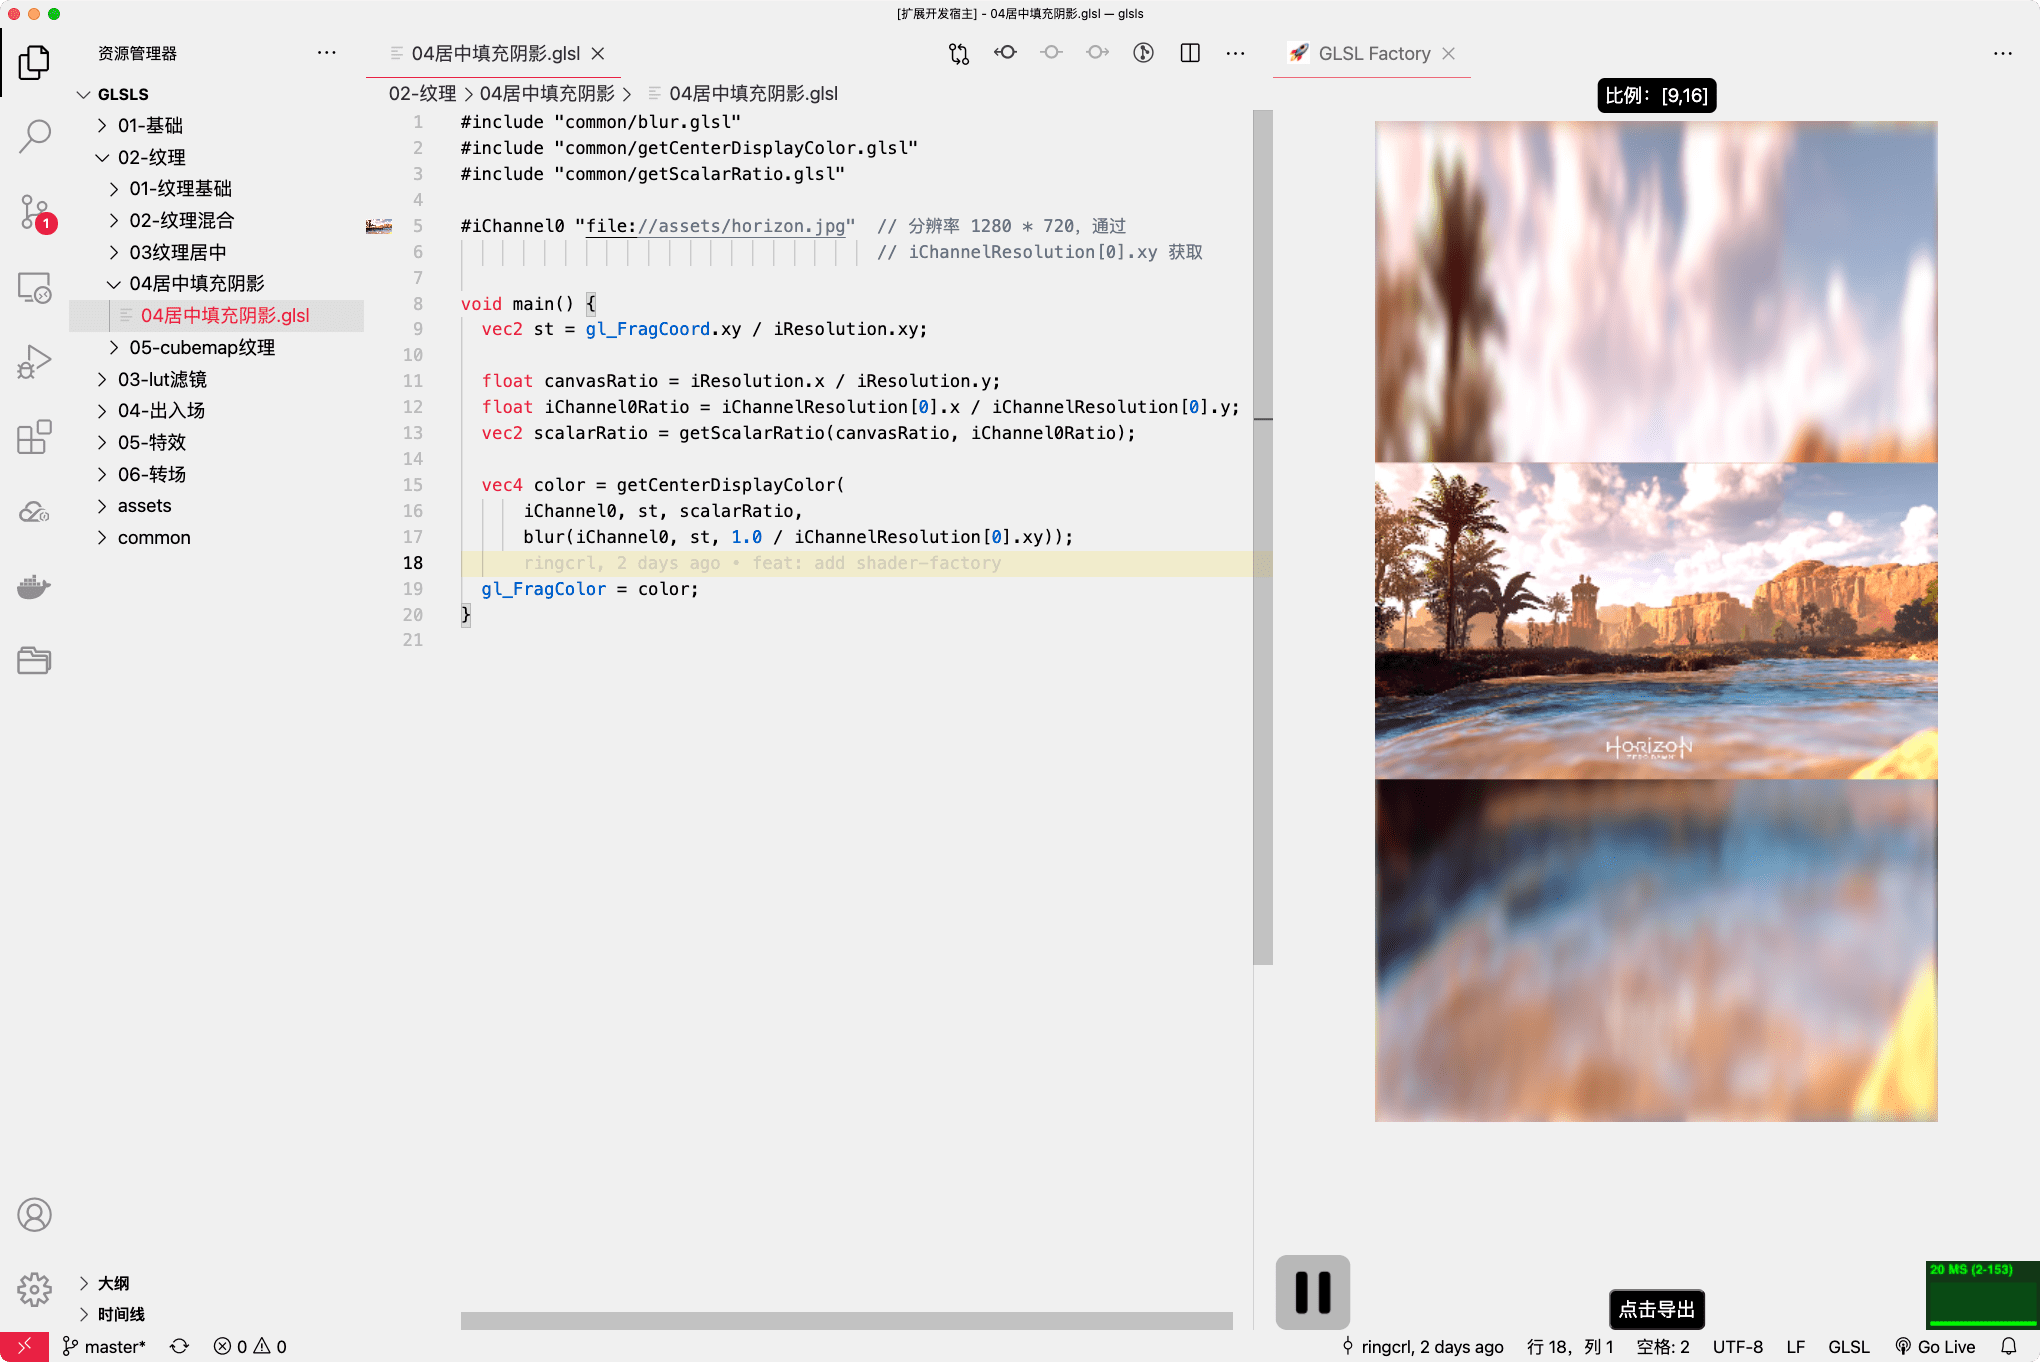 [扩展开发宿主] - 04居中填充阴影.glsl — glsls
资源管理器
GLSLS
01-基础
02-纹理
01-纹理基础
02-纹理混合
03纹理居中
04居中填充阴影
04居中填充阴影.glsl
05-cubemap纹理
03-lut滤镜
04-出入场
05-特效
06-转场
assets
common
大纲
时间线
1
04居中填充阴影.glsl
02-纹理 > 04居中填充阴影 > 04居中填充阴影.glsl
1 #include "common/blur.glsl"
2 #include "common/getCenterDisplayColor.glsl"
3 #include "common/getScalarRatio.glsl"
4
5 #iChannel0 "file://assets/horizon.jpg" // 分辨率 1280 * 720，通过
6 // iChannelResolution[0].xy 获取
7
8 void main() {
9 vec2 st = gl_FragCoord.xy / iResolution.xy;
10
11 float canvasRatio = iResolution.x / iResolution.y;
12 float iChannel0Ratio = iChannelResolution[0].x / iChannelResolution[0].y;
13 vec2 scalarRatio = getScalarRatio(canvasRatio, iChannel0Ratio);
14
15 vec4 color = getCenterDisplayColor(
16 iChannel0, st, scalarRatio,
17 blur(iChannel0, st, 1.0 / iChannelResolution[0].xy));
18 ringcrl, 2 days ago • feat: add shader-factory
19 gl_FragColor = color;
20 }
21
GLSL Factory
比例：[9,16]
HORIZON
点击导出
20 MS (2-153)
master*
0
0
ringcrl, 2 days ago
行 18，列 1
空格: 2
UTF-8
LF
GLSL
Go Live